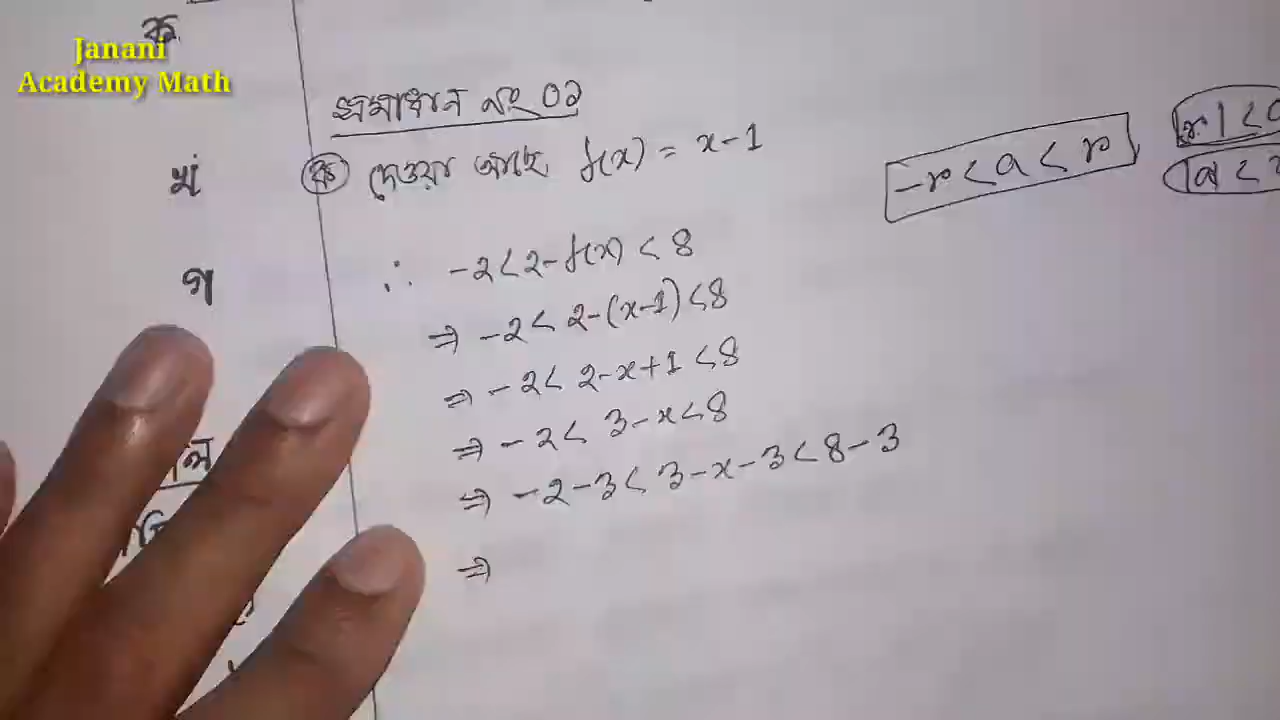 Janani
Academy Math
ক
সমাধান নং 02
খ
ক দেওয়া আছে, f(x) = x-1
-r<a<r
গ
∴ -2<2-f(x)<8
⇒ -2<2-(x-1)<8
⇒ -2<2-x+1<8
⇒ -2<3-x<8
⇒ -2-3<3-x-3<8-3
⇒